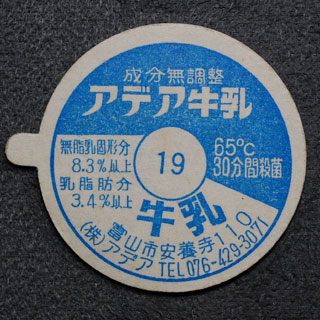 成分無調整
アデア牛乳
無脂乳固形分
8.3%以上
乳脂肪分
3.4%以上
19
65℃
30分間殺菌
牛乳
富山市安養寺110
(株)アデア TEL076-429-3071